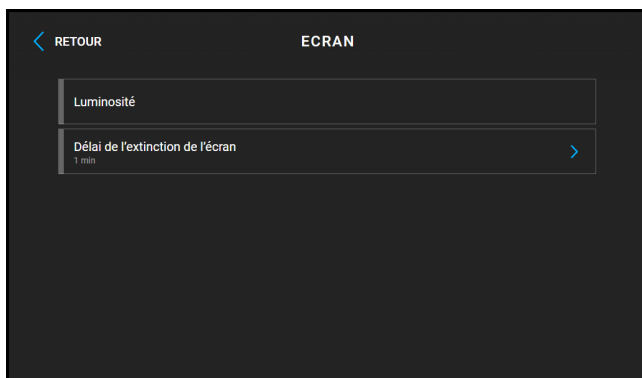 RETOUR
ECRAN
Luminosité
Délai de l'extinction de l'écran
1 min